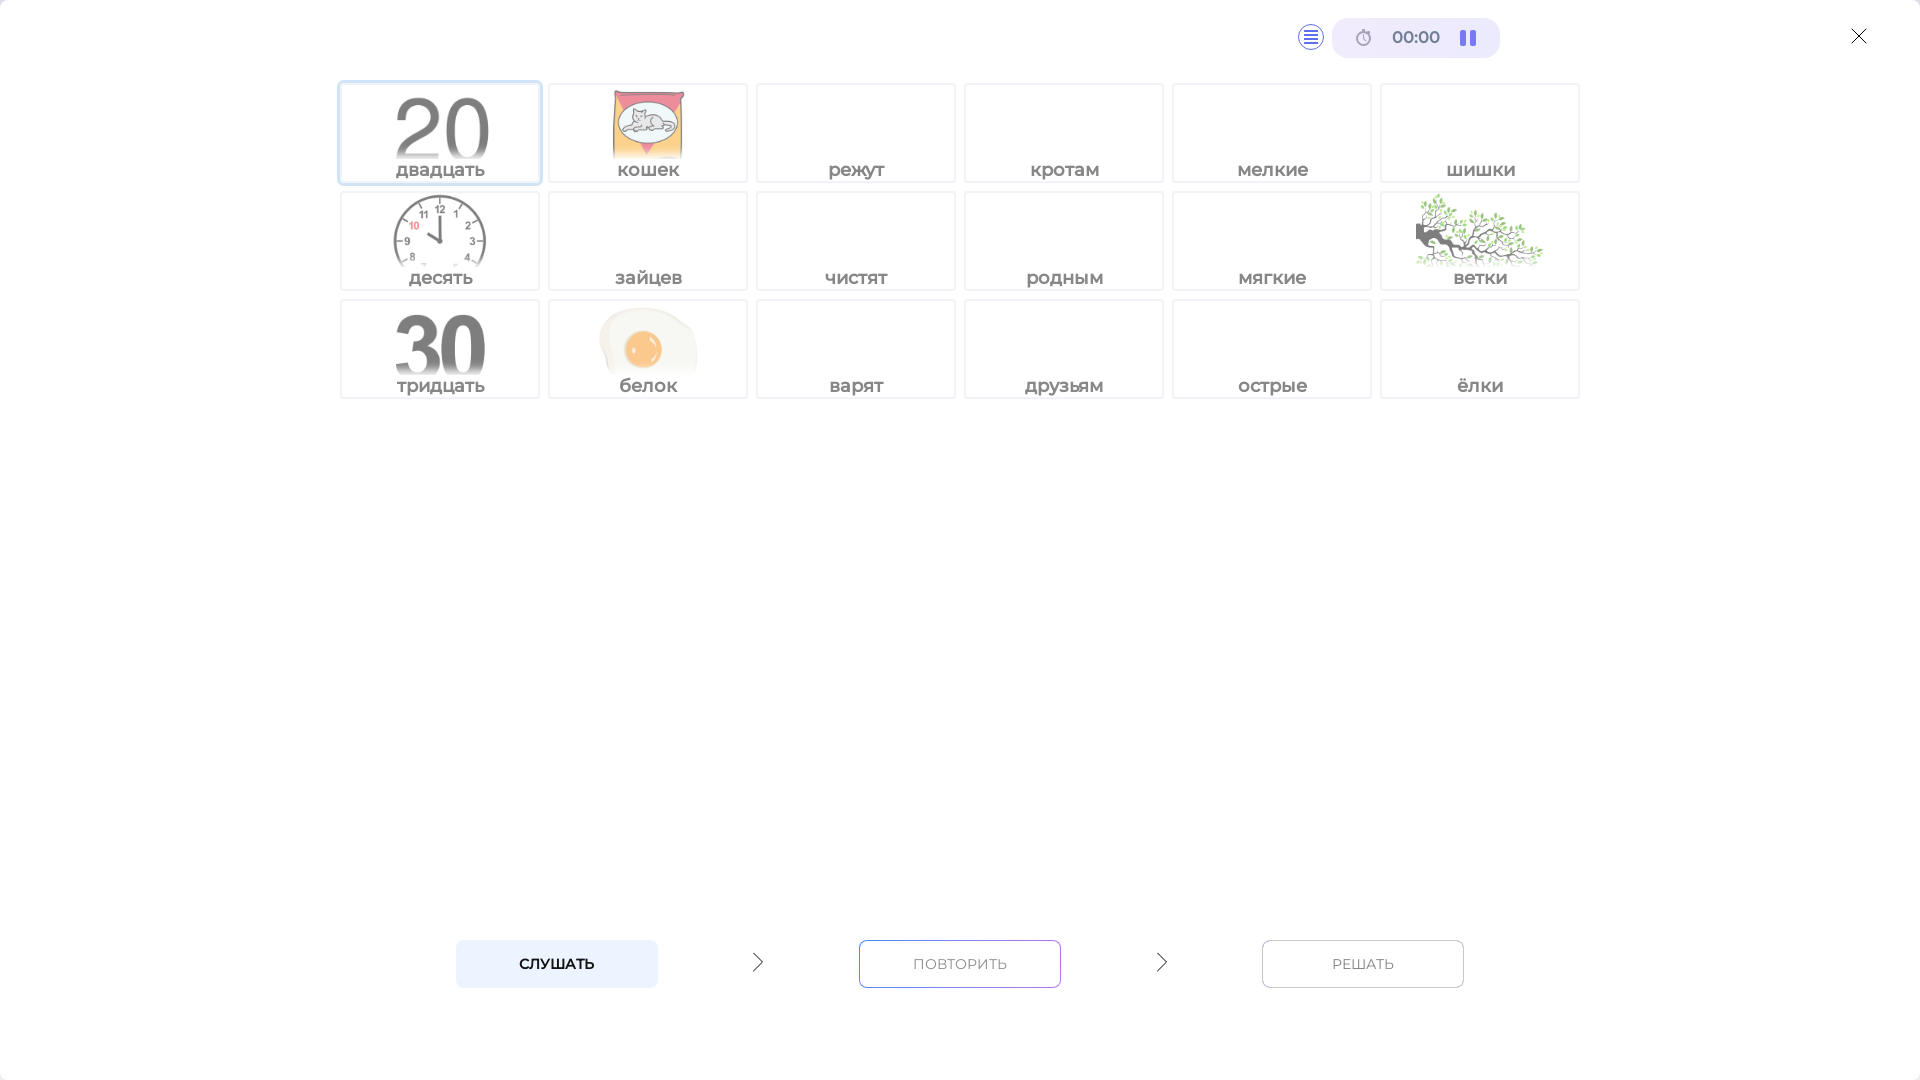 00:00
20
двадцать
кошек
режут
кротам
мелкие
шишки
12
11
1
10
2
9
3
8
4
десять
зайцев
чистят
родным
мягкие
ветки
30
тридцать
белок
варят
друзьям
острые
ёлки
СЛУШАТЬ
ПОВТОРИТЬ
РЕШАТЬ